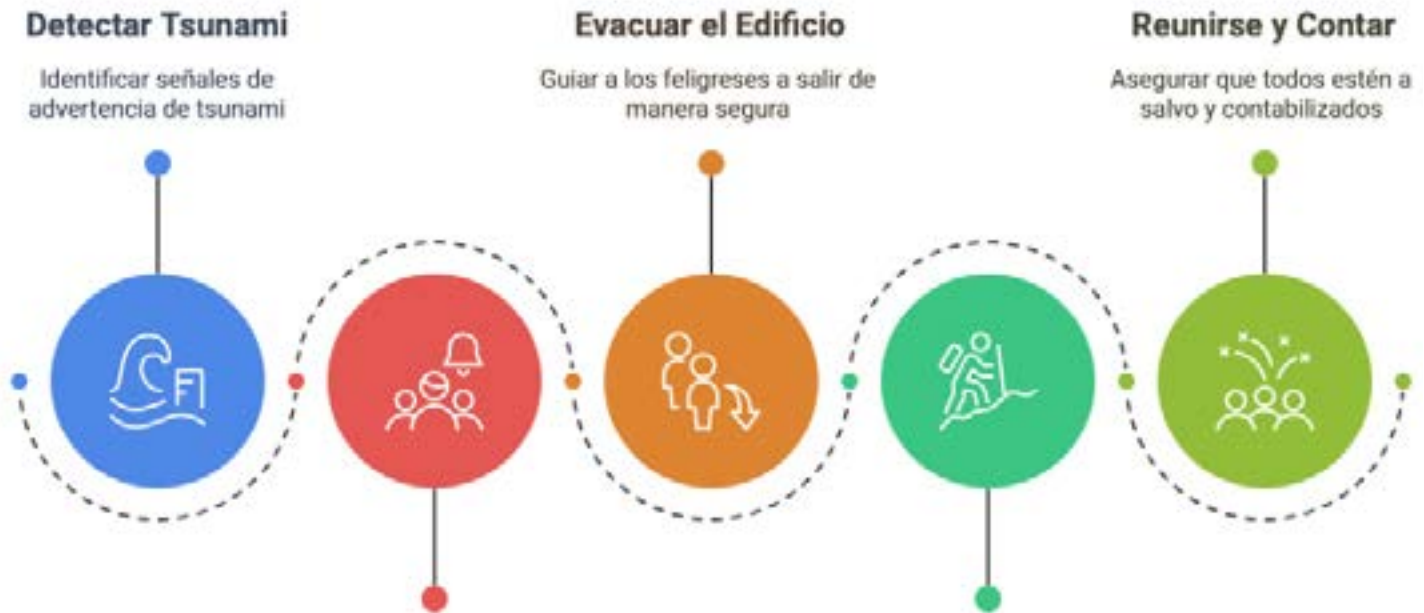 Detectar Tsunami
Identificar señales de
advertencia de tsunami
Evacuar el Edificio
Guiar a los feligreses a salir de
manera segura
Reunirse y Contar
Asegurar que todos estén a
salvo y contabilizados